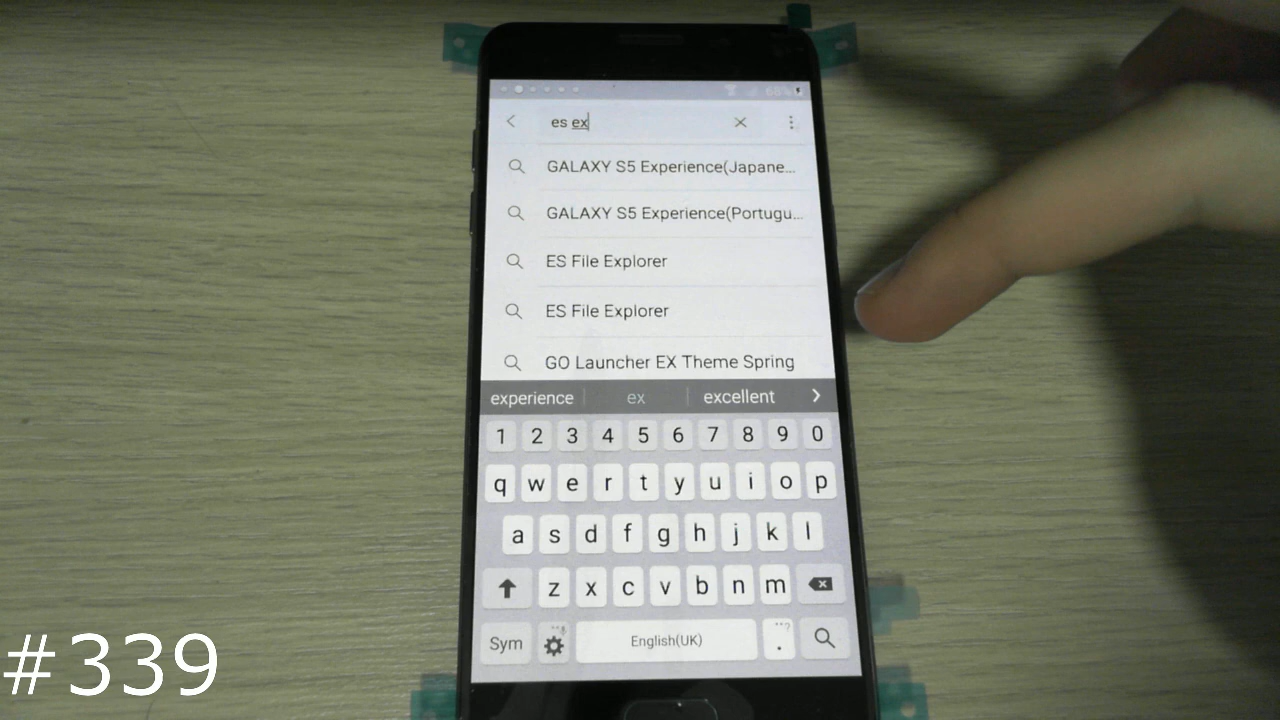 68%
es ex
GALAXY S5 Experience(Japane...
GALAXY S5 Experience(Portugu...
ES File Explorer
ES File Explorer
GO Launcher EX Theme Spring
experience ex excellent
1 2 3 4 5 6 7 8 9 0
q w e r t y u i o p
a s d f g h j k l
z x c v b n m
Sym English(UK) .
#339